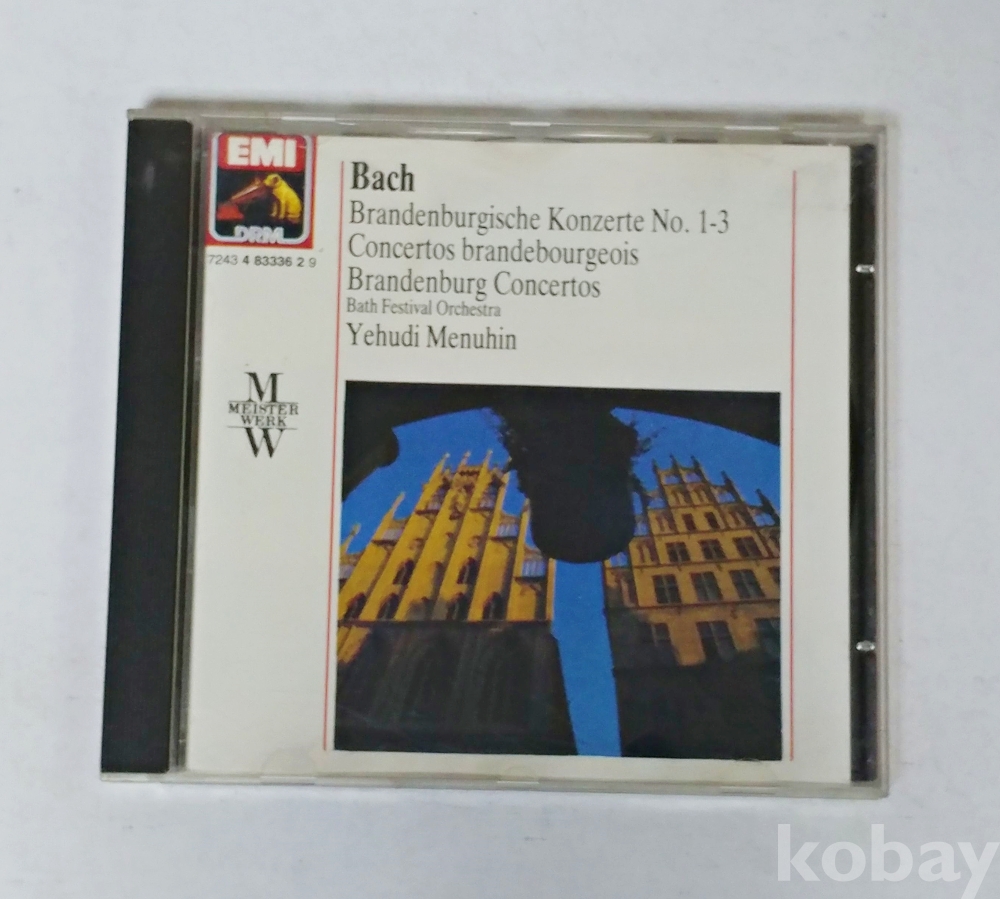 EMI
DRM
7243 4 83336 2 9
Bach
Brandenburgische Konzerte No. 1-3
Concertos brandebourgeois
Brandenburg Concertos
Bath Festival Orchestra
Yehudi Menuhin
M
MEISTER
WERK
W
kobay